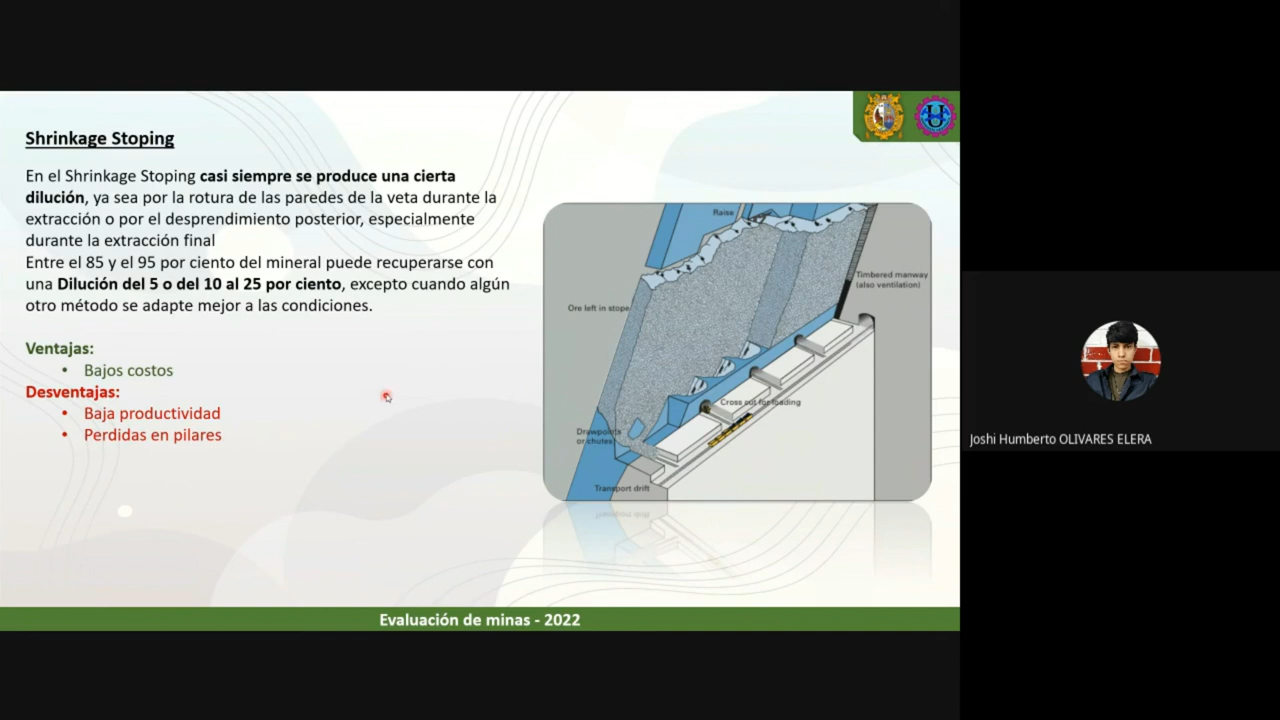 Shrinkage Stoping
En el Shrinkage Stoping casi siempre se produce una cierta
dilución, ya sea por la rotura de las paredes de la veta durante la
extracción o por el desprendimiento posterior, especialmente
durante la extracción final
Entre el 85 y el 95 por ciento del mineral puede recuperarse con
una Dilución del 5 o del 10 al 25 por ciento, excepto cuando algún
otro método se adapte mejor a las condiciones.
Ventajas:
• Bajos costos
Desventajas:
• Baja productividad
• Perdidas en pilares
Raise
Timbered manway
(also ventilation)
Ore left in stope
Cross cut for loading
Drawpoints
or chutes
Transport drift
U
Evaluación de minas - 2022
Joshi Humberto OLIVARES ELERA